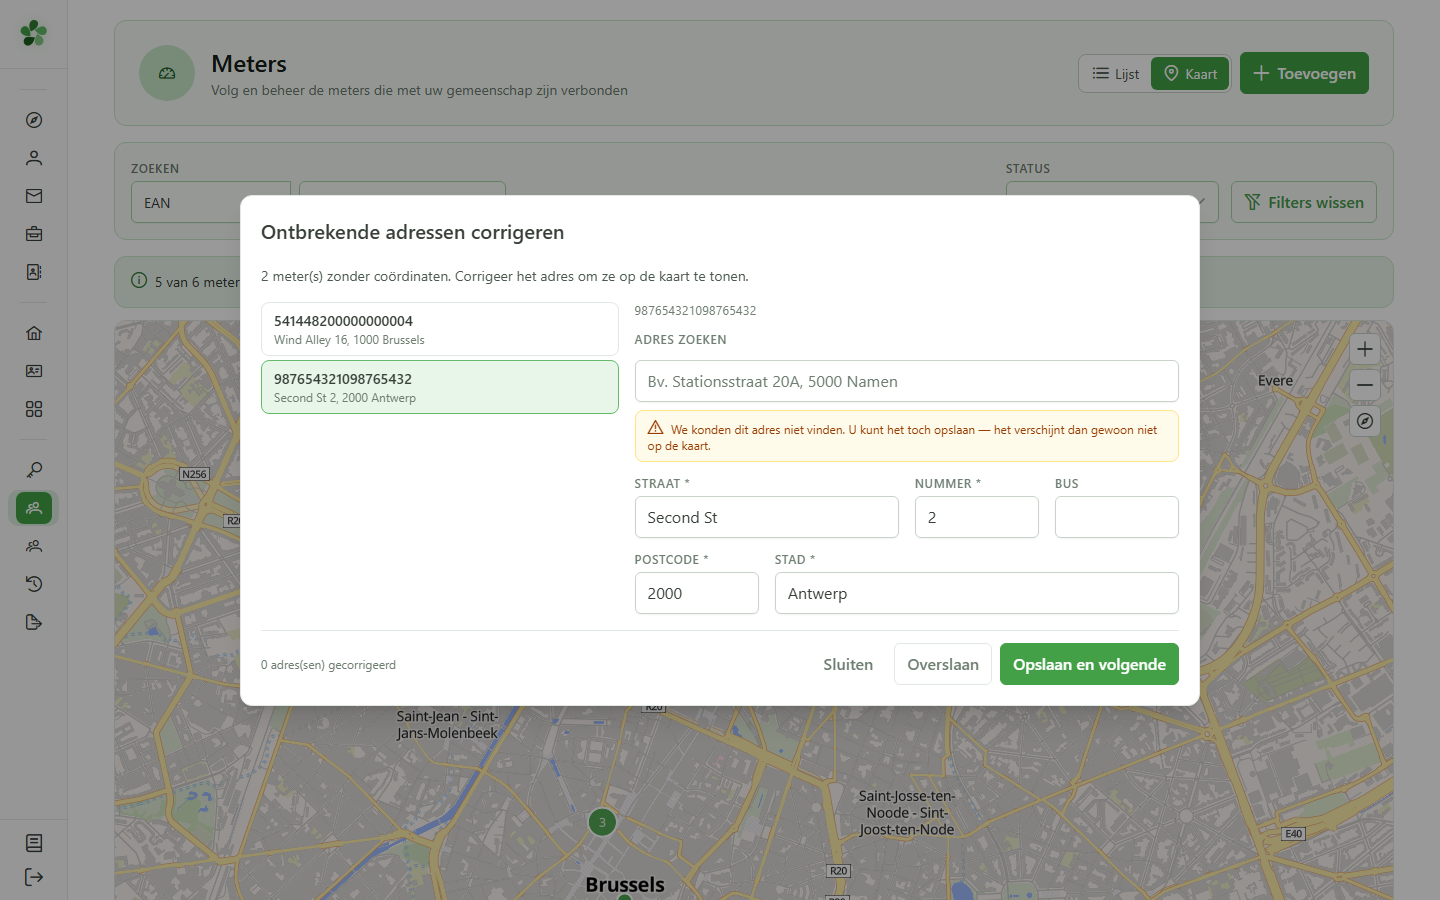 Meters
Volg en beheer de meters die met uw gemeenschap zijn verbonden
Lijst
Kaart
Toevoegen
ZOEKEN
STATUS
EAN
Filters wissen
5 van 6 meter
Ontbrekende adressen corrigeren
2 meter(s) zonder coördinaten. Corrigeer het adres om ze op de kaart te tonen.
541448200000000004
Wind Alley 16, 1000 Brussels
987654321098765432
Second St 2, 2000 Antwerp
987654321098765432
ADRES ZOEKEN
Bv. Stationsstraat 20A, 5000 Namen
We konden dit adres niet vinden. U kunt het toch opslaan — het verschijnt dan gewoon niet
op de kaart.
STRAAT *
NUMMER *
BUS
Second St
2
POSTCODE *
STAD *
2000
Antwerp
0 adres(sen) gecorrigeerd
Sluiten
Overslaan
Opslaan en volgende
Evere
N256
R20
Saint-Jean - Sint-
Jans-Molenbeek
Saint-Josse-ten-
Noode - Sint-
Joost-ten-Node
3
E40
R20
Brussels